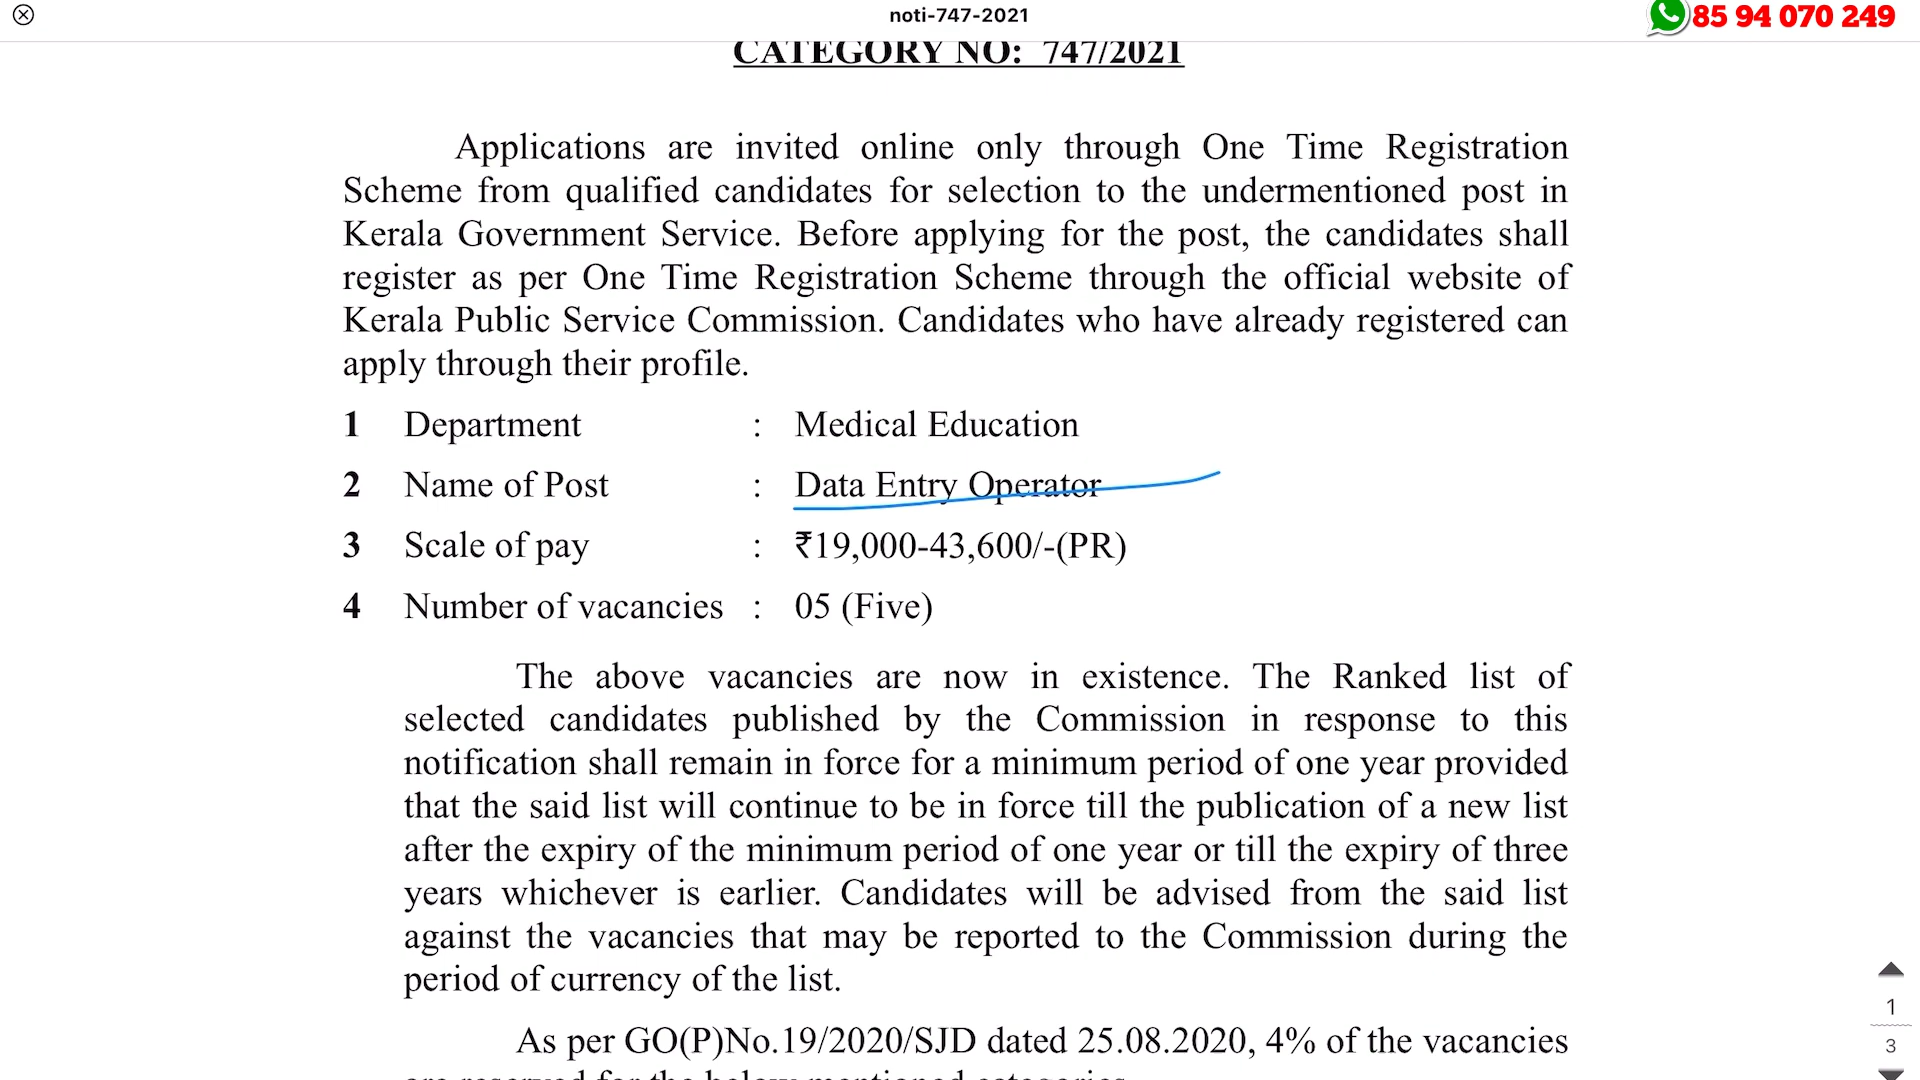 noti-747-2021
85 94 070 249
CATEGORY NO: 747/2021
Applications are invited online only through One Time Registration
Scheme from qualified candidates for selection to the undermentioned post in
Kerala Government Service. Before applying for the post, the candidates shall
register as per One Time Registration Scheme through the official website of
Kerala Public Service Commission. Candidates who have already registered can
apply through their profile.
1 Department : Medical Education
2 Name of Post : Data Entry Operator
3 Scale of pay : ₹19,000-43,600/-(PR)
4 Number of vacancies : 05 (Five)
The above vacancies are now in existence. The Ranked list of
selected candidates published by the Commission in response to this
notification shall remain in force for a minimum period of one year provided
that the said list will continue to be in force till the publication of a new list
after the expiry of the minimum period of one year or till the expiry of three
years whichever is earlier. Candidates will be advised from the said list
against the vacancies that may be reported to the Commission during the
period of currency of the list.
As per GO(P)No.19/2020/SJD dated 25.08.2020, 4% of the vacancies
are reserved for the below mentioned categories
1
3